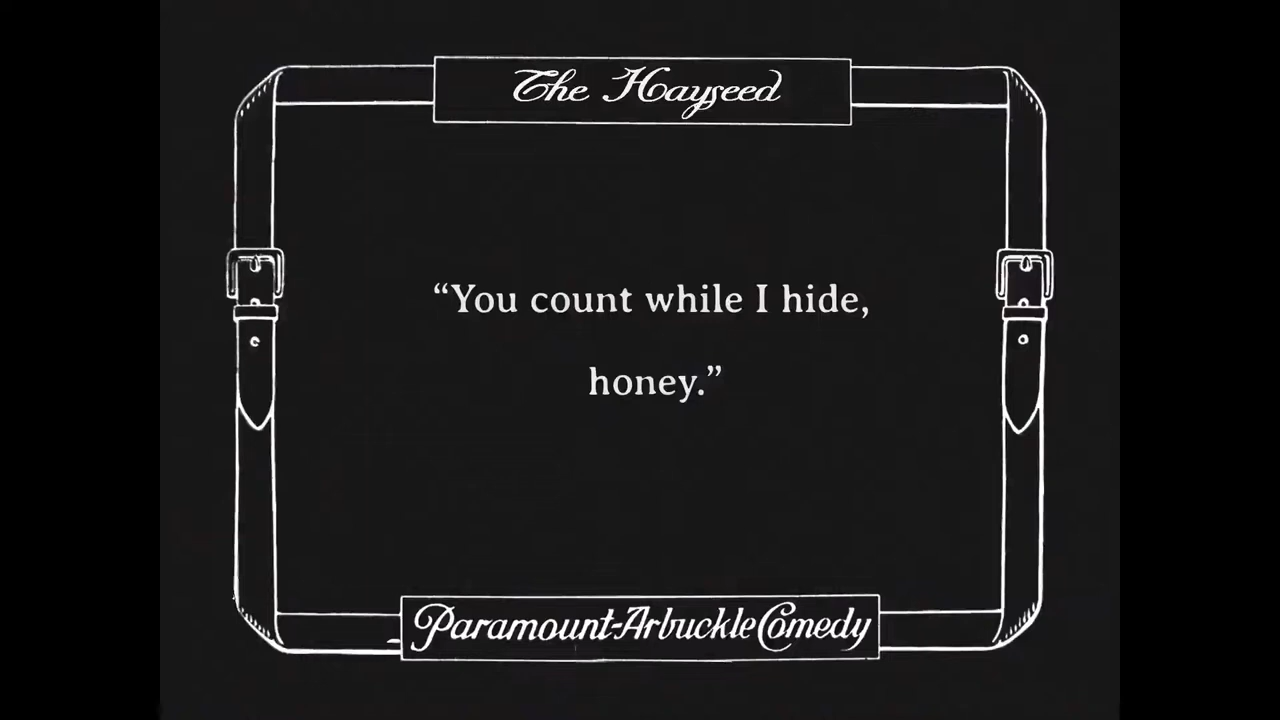 The Hayseed
“You count while I hide,
honey.”
Paramount-Arbuckle Comedy